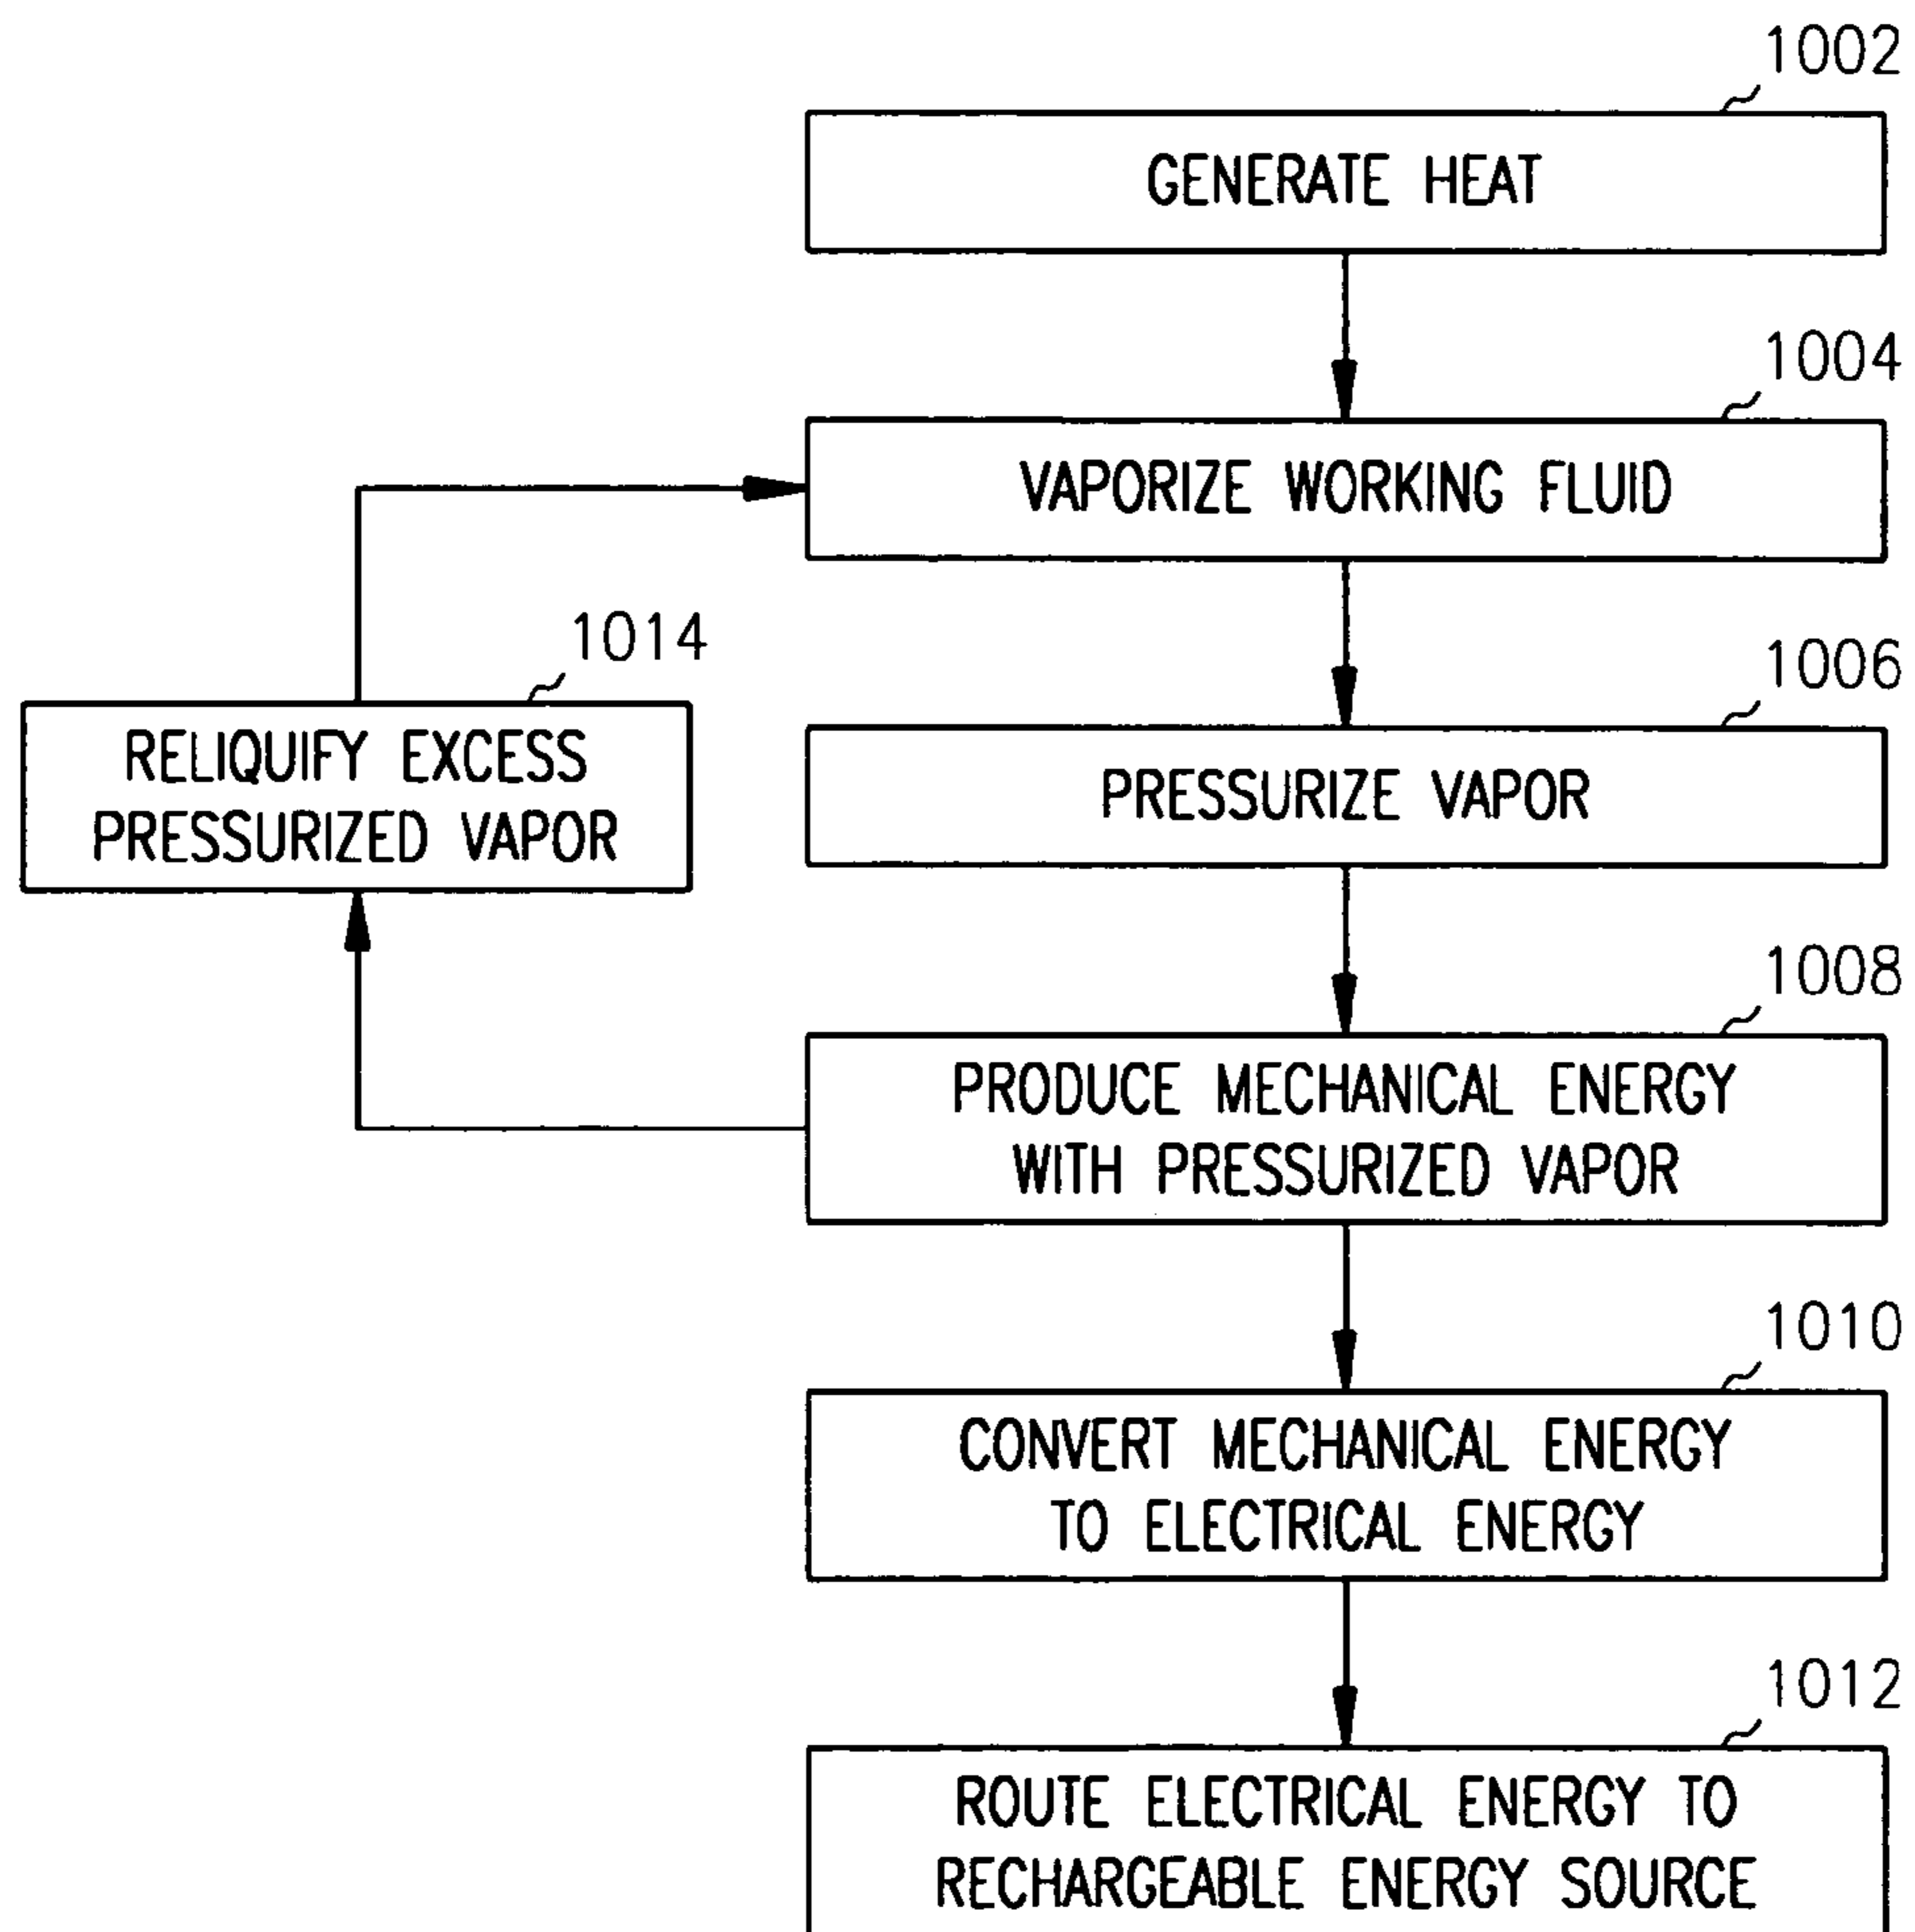 1002
GENERATE HEAT
1004
VAPORIZE WORKING FLUID
1014
RELIQUIFY EXCESS
PRESSURIZED VAPOR
1006
PRESSURIZE VAPOR
1008
PRODUCE MECHANICAL ENERGY
WITH PRESSURIZED VAPOR
1010
CONVERT MECHANICAL ENERGY
TO ELECTRICAL ENERGY
1012
ROUTE ELECTRICAL ENERGY TO
RECHARGEABLE ENERGY SOURCE